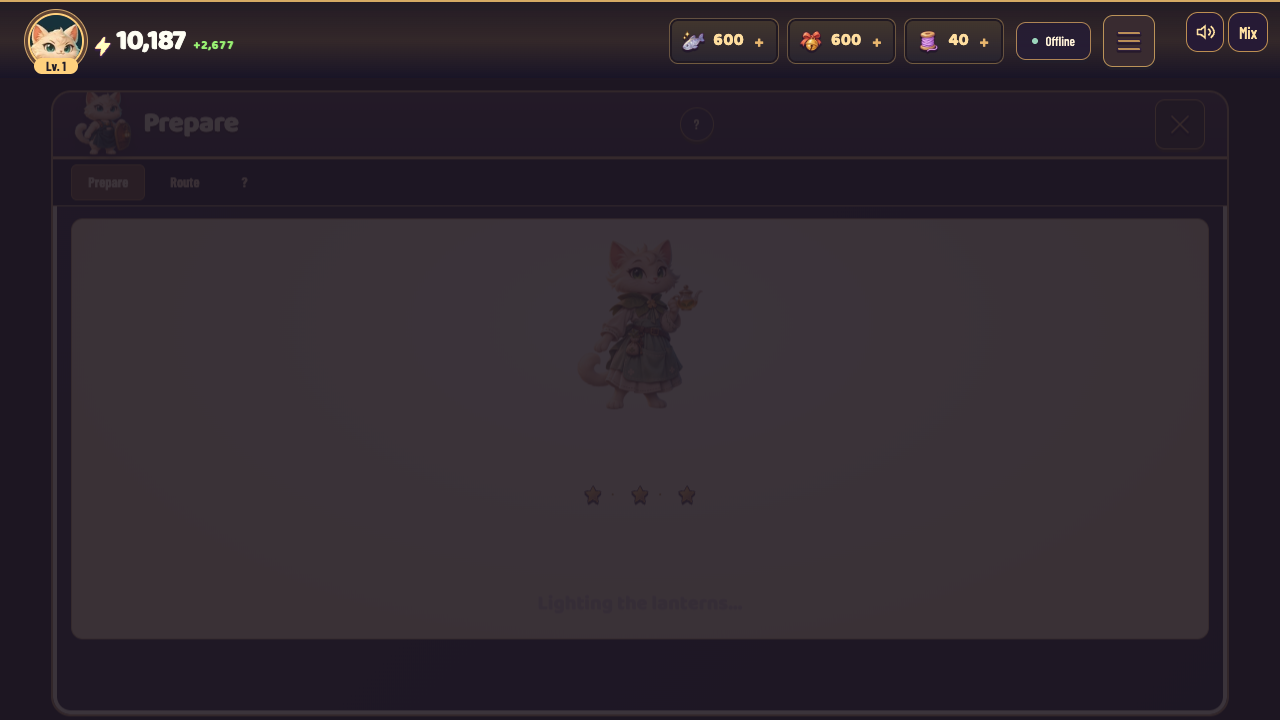 10,187 +2,677
Lv. 1
600 +
600 +
40 +
Offline
Mix
Prepare
?
Prepare
Route
?
Lighting the lanterns...